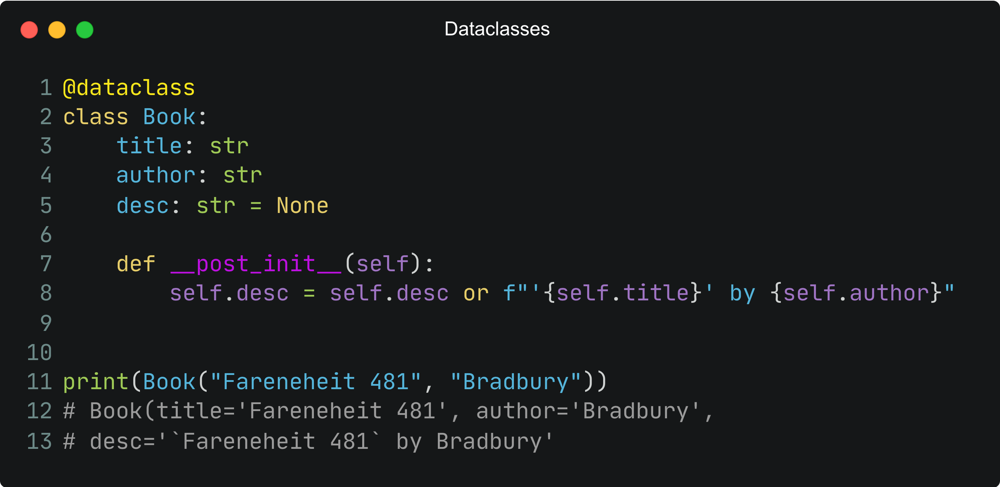 Dataclasses
1 @dataclass
2 class Book:
3     title: str
4     author: str
5     desc: str = None
6
7     def __post_init__(self):
8         self.desc = self.desc or f"'{self.title}' by {self.author}"
9
10
11 print(Book("Fareneheit 481", "Bradbury"))
12 # Book(title='Fareneheit 481', author='Bradbury',
13 # desc='`Fareneheit 481` by Bradbury'